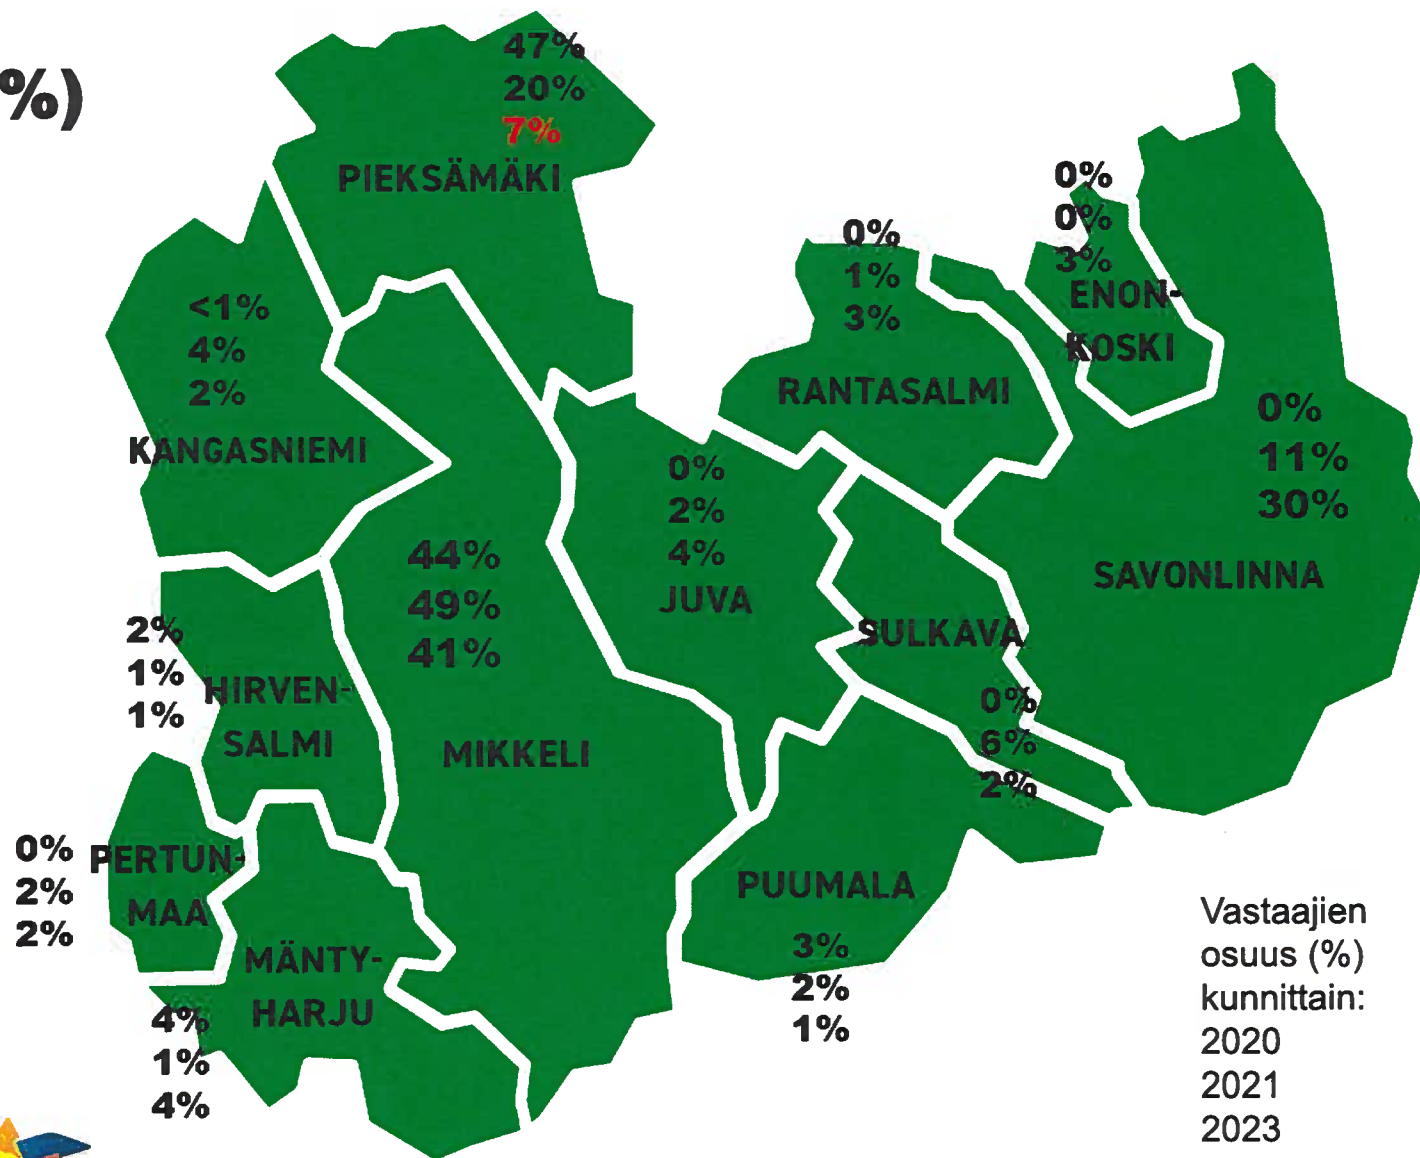 %)
47%
20%
7%
PIEKSÄMÄKI
<1%
4%
2%
KANGASNIEMI
0%
1%
3%
RANTASALMI
0%
0%
3%
ENON-
KOSKI
0%
11%
30%
SAVONLINNA
0%
2%
4%
JUVA
44%
49%
41%
MIKKELI
SULKAVA
0%
6%
2%
2%
1%
1%
HIRVEN-
SALMI
0%
2%
2%
PERTUN-
MAA
MÄNTY-
HARJU
4%
1%
4%
PUUMALA
3%
2%
1%
Vastaajien
osuus (%)
kunnittain:
2020
2021
2023